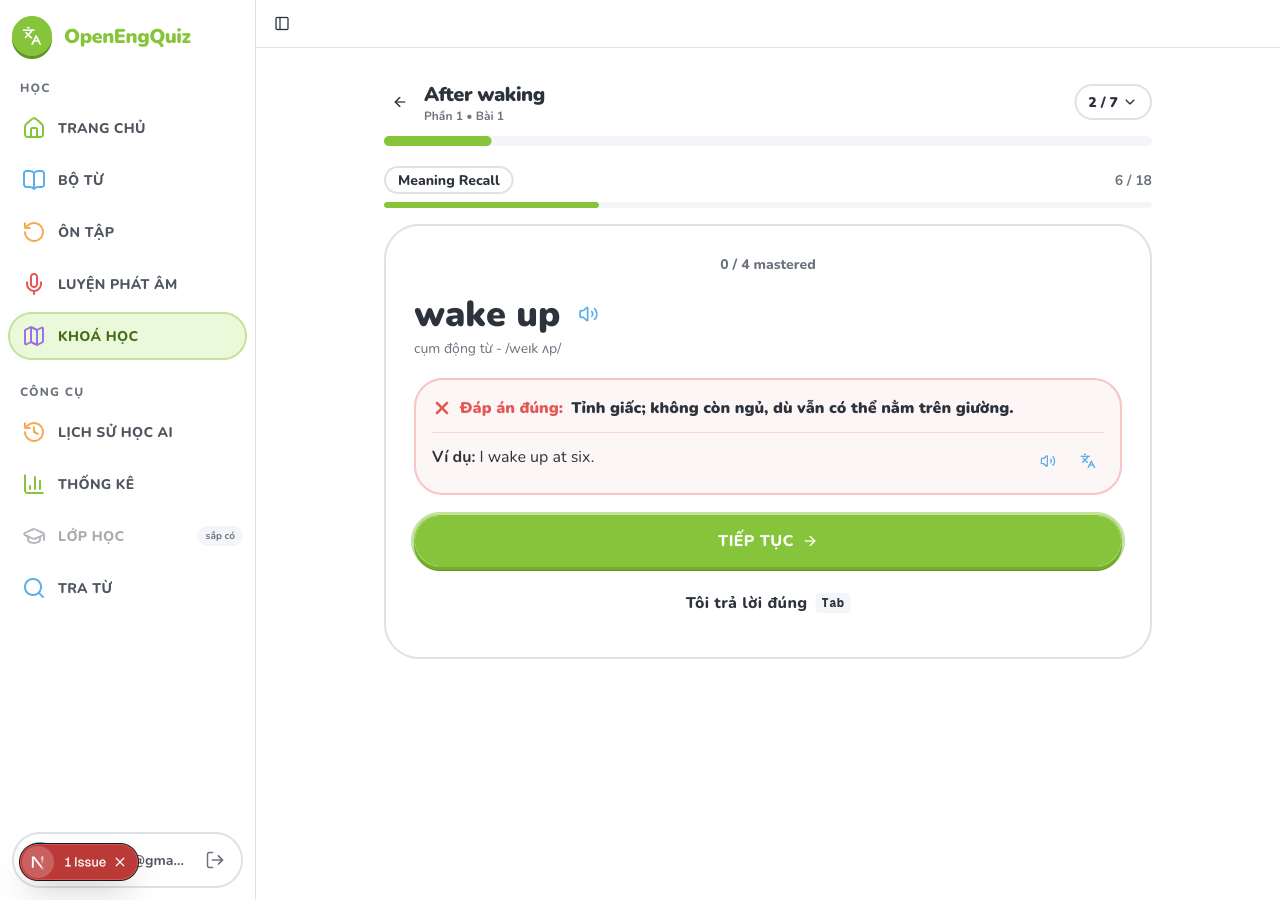 OpenEngQuiz
HỌC
TRANG CHỦ
BỘ TỪ
ÔN TẬP
LUYỆN PHÁT ÂM
KHOÁ HỌC
CÔNG CỤ
LỊCH SỬ HỌC AI
THỐNG KÊ
LỚP HỌC sắp có
TRA TỪ
1 Issue
@gma...
After waking
Phần 1 • Bài 1
2 / 7
Meaning Recall
6 / 18
0 / 4 mastered
wake up
cụm động từ - /weɪk ʌp/
Đáp án đúng: Tỉnh giấc; không còn ngủ, dù vẫn có thể nằm trên giường.
Ví dụ: I wake up at six.
TIẾP TỤC →
Tôi trả lời đúng Tab